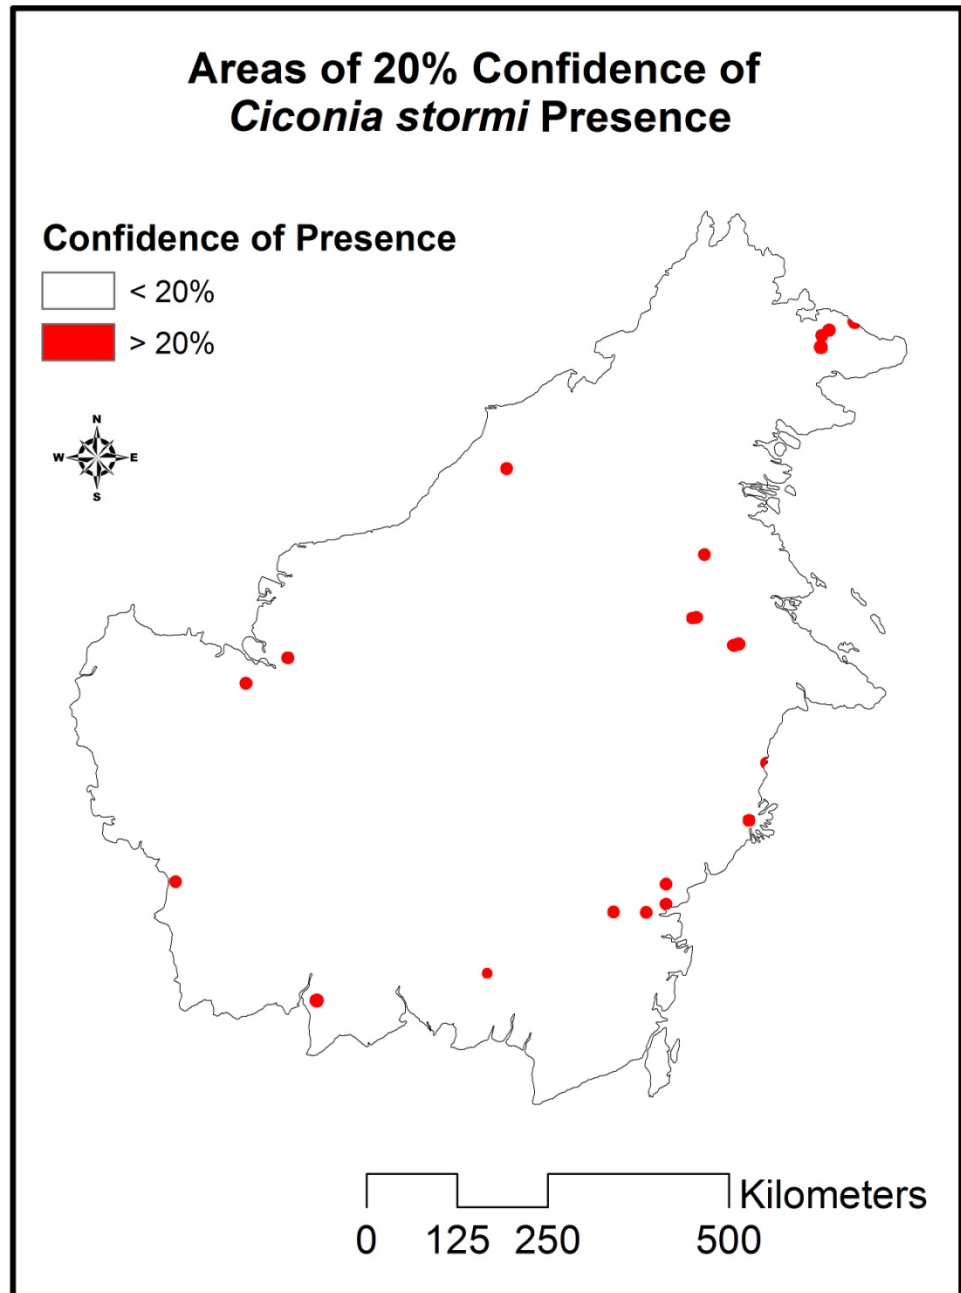 Areas of 20% Confidence of
Ciconia stormi Presence
Confidence of Presence
< 20%
> 20%
N
W E
S
Kilometers
0 125 250 500